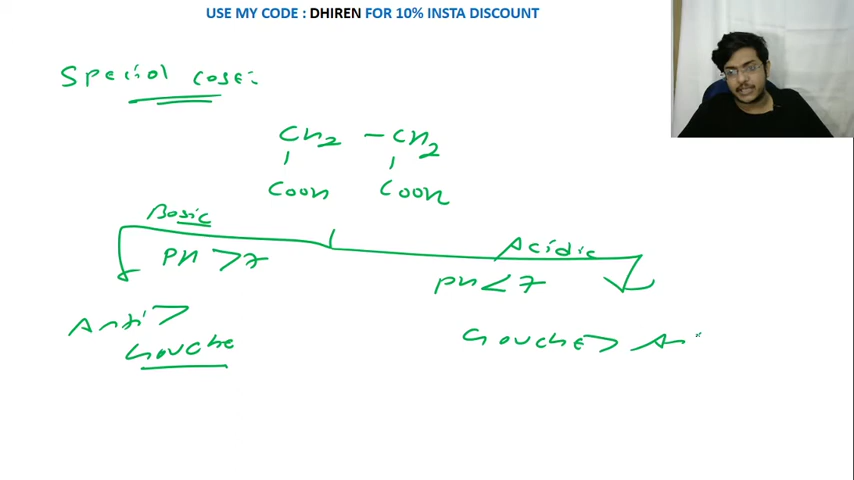 USE MY CODE : DHIREN FOR 10% INSTA DISCOUNT
Special case:
CH2 - CH2
COOH COOH
Basic
PH > 7
Acidic
PH < 7
Anti >
Gauche
Gauche > An